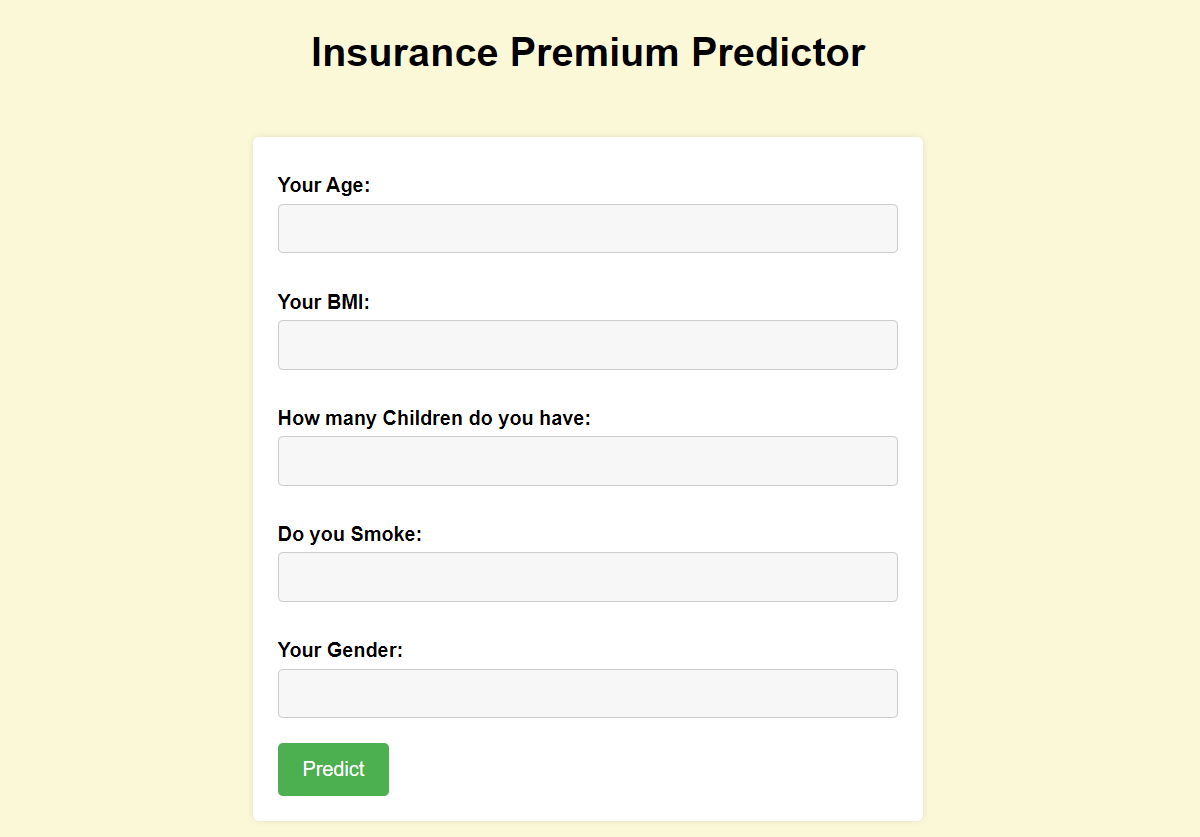 Insurance Premium Predictor
Your Age:
Your BMI:
How many Children do you have:
Do you Smoke:
Your Gender:
Predict